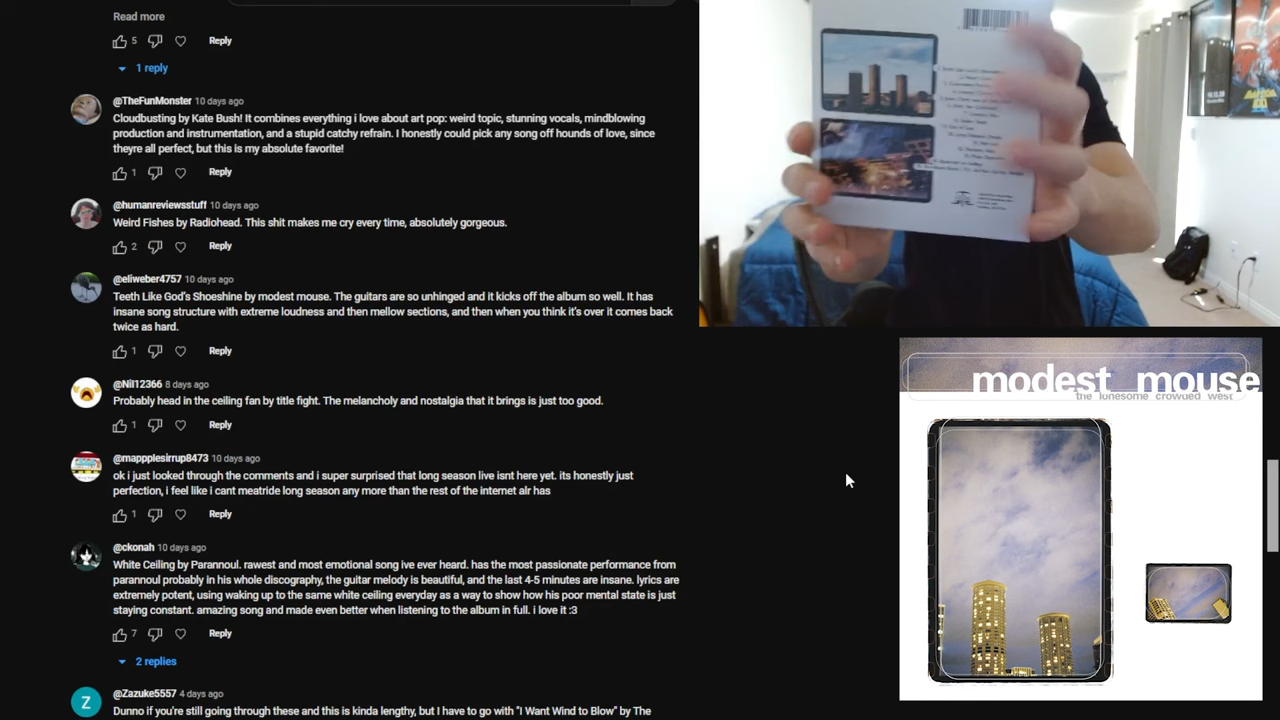 Read more
5
Reply
1 reply
@TheFunMonster 10 days ago
Cloudbusting by Kate Bush! It combines everything i love about art pop: weird topic, stunning vocals, mindblowing
production and instrumentation, and a stupid catchy refrain. I honestly could pick any song off hounds of love, since
theyre all perfect, but this is my absolute favorite!
1
Reply
@humanreviewsstuff 10 days ago
Weird Fishes by Radiohead. This shit makes me cry every time, absolutely gorgeous.
2
Reply
@eliweber4757 10 days ago
Teeth Like God's Shoeshine by modest mouse. The guitars are so unhinged and it kicks off the album so well. It has
insane song structure with extreme loudness and then mellow sections, and then when you think it's over it comes back
twice as hard.
1
Reply
@Nil12366 8 days ago
Probably head in the ceiling fan by title fight. The melancholy and nostalgia that it brings is just too good.
1
Reply
@mappplesirrup8473 10 days ago
ok i just looked through the comments and i super surprised that long season live isnt here yet. its honestly just
perfection, i feel like i cant meatride long season any more than the rest of the internet alr has
1
Reply
@ckonah 10 days ago
White Ceiling by Parannoul. rawest and most emotional song ive ever heard. has the most passionate performance from
parannoul probably in his whole discography, the guitar melody is beautiful, and the last 4-5 minutes are insane. lyrics are
extremely potent, using waking up to the same white ceiling everyday as a way to show how his poor mental state is just
staying constant. amazing song and made even better when listening to the album in full. i love it :3
7
Reply
2 replies
Z
@Zazuke5557 4 days ago
Dunno if you're still going through these and this is kinda lengthy, but I have to go with "I Want Wind to Blow" by The
modest mouse
the lonesome crowded west